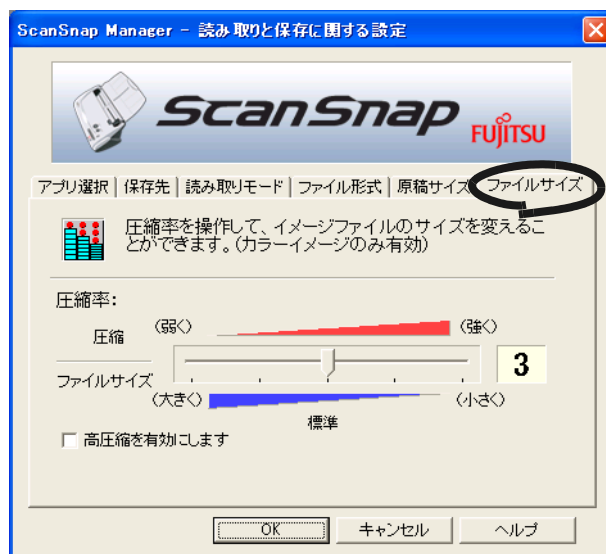 ScanSnap Manager - 読み取りと保存に関する設定
ScanSnap
FUJITSU
アプリ選択 保存先 読み取りモード ファイル形式 原稿サイズ ファイルサイズ
圧縮率を操作して、イメージファイルのサイズを変えるこ
とができます。(カラーイメージのみ有効)
圧縮率:
圧縮 (弱く) (強く)
3
ファイルサイズ
(大きく) (小さく)
標準
高圧縮を有効にします
OK キャンセル ヘルプ